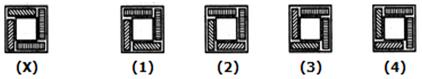 (X) (1) (2) (3) (4)